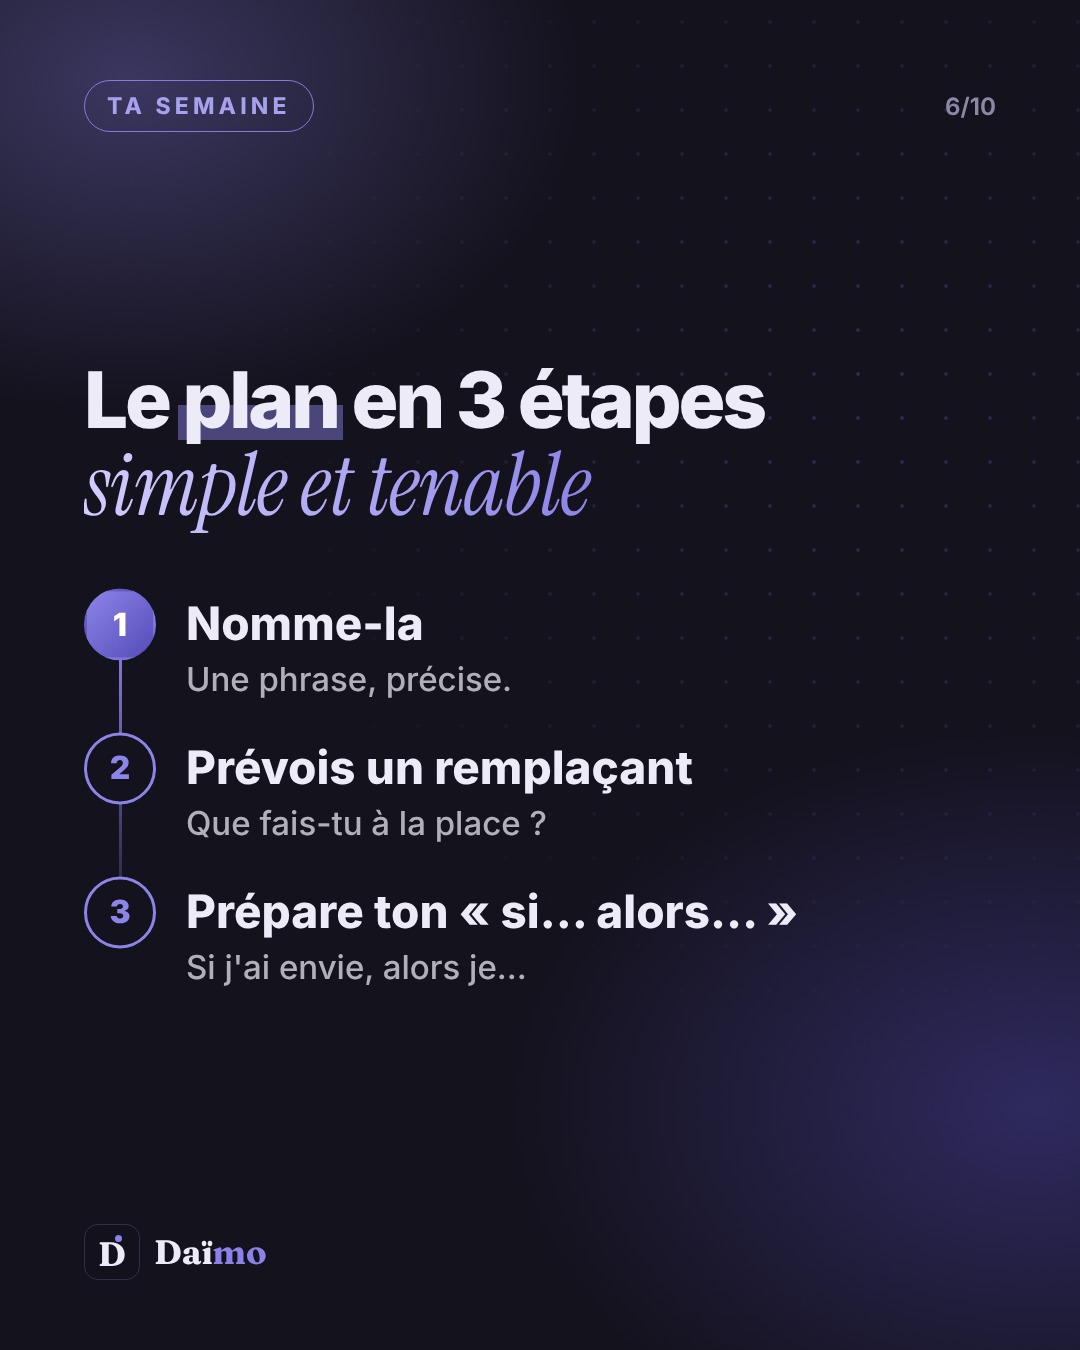 TA SEMAINE
6/10
Le plan en 3 étapes
simple et tenable
1
Nomme-la
Une phrase, précise.
2
Prévois un remplaçant
Que fais-tu à la place ?
3
Prépare ton « si… alors… »
Si j'ai envie, alors je…
D
Daïmo